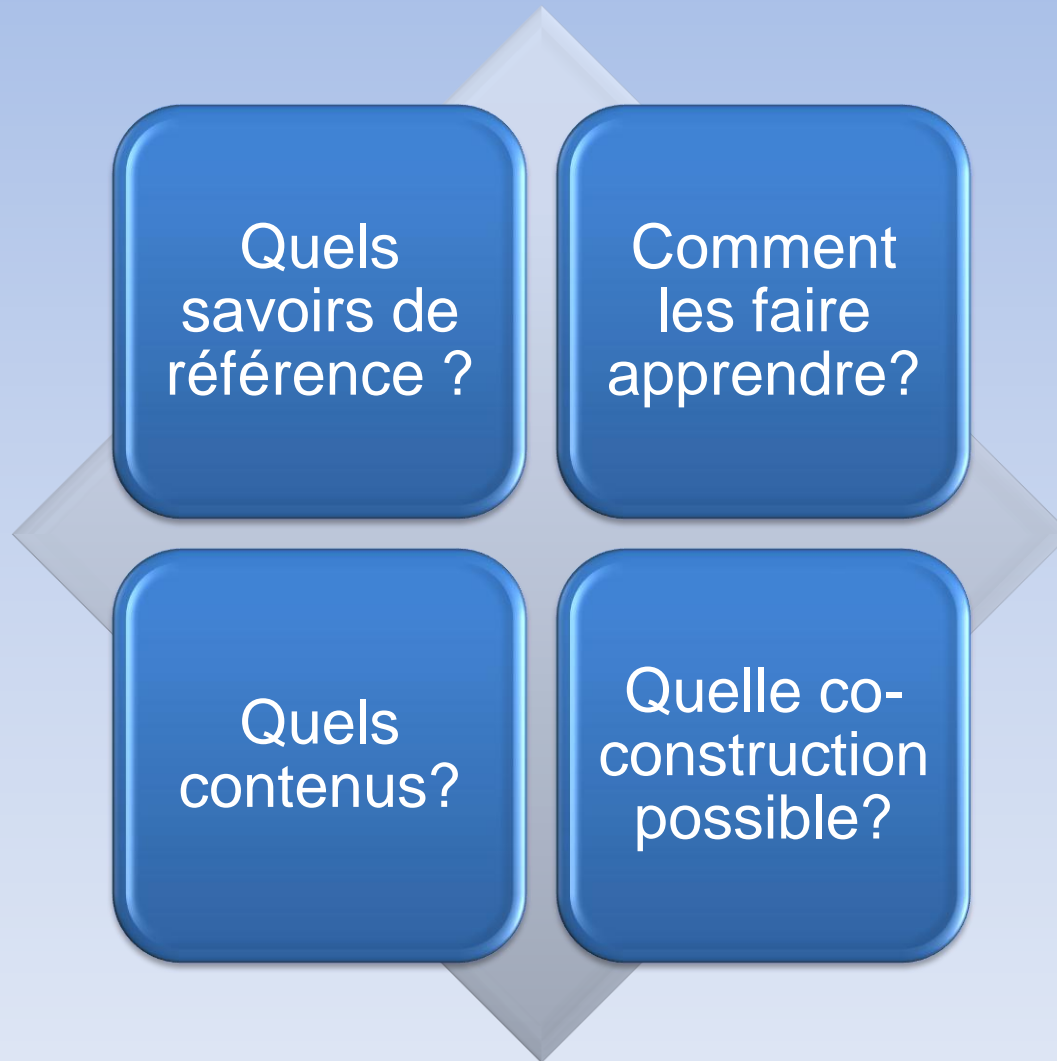 Quels
savoirs de
référence ?
Comment
les faire
apprendre?
Quels
contenus?
Quelle co-
construction
possible?